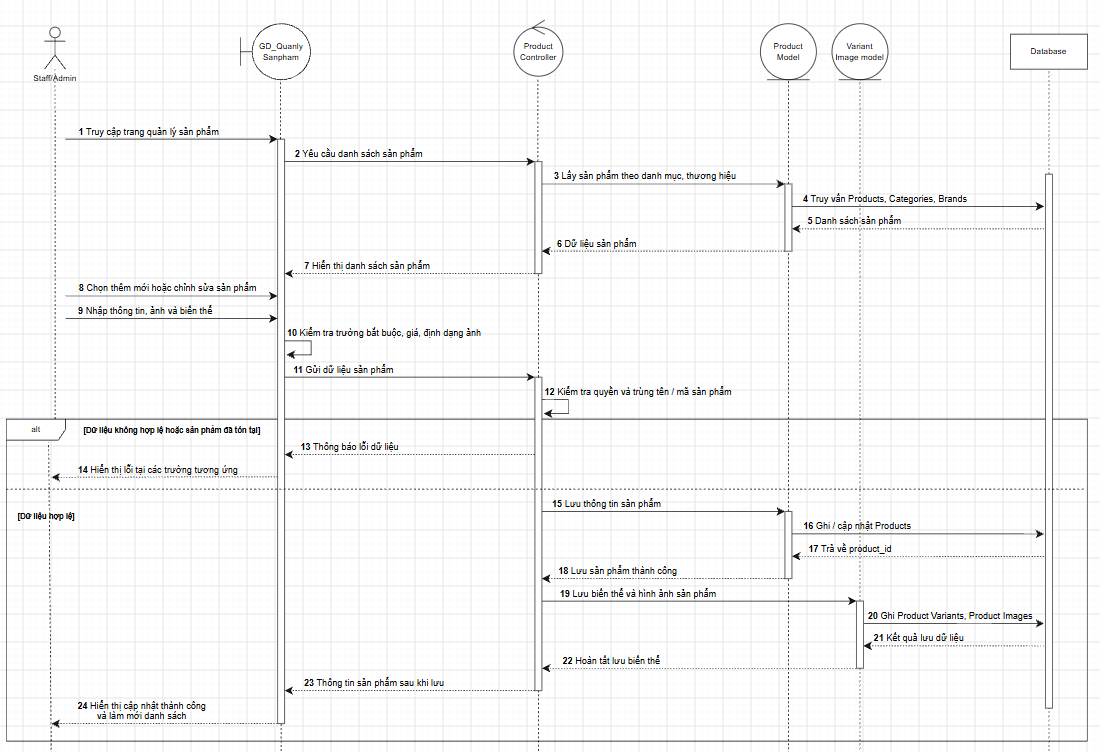 Staff/Admin
GD_Quanly
Sanpham
Product
Controller
Product
Model
Variant
Image model
Database
1 Truy cập trang quản lý sản phẩm
2 Yêu cầu danh sách sản phẩm
3 Lấy sản phẩm theo danh mục, thương hiệu
4 Truy vấn Products, Categories, Brands
5 Danh sách sản phẩm
6 Dữ liệu sản phẩm
7 Hiển thị danh sách sản phẩm
8 Chọn thêm mới hoặc chỉnh sửa sản phẩm
9 Nhập thông tin, ảnh và biến thể
10 Kiểm tra trường bắt buộc, giá, định dạng ảnh
11 Gửi dữ liệu sản phẩm
12 Kiểm tra quyền và trùng tên / mã sản phẩm
alt
[Dữ liệu không hợp lệ hoặc sản phẩm đã tồn tại]
13 Thông báo lỗi dữ liệu
14 Hiển thị lỗi tại các trường tương ứng
[Dữ liệu hợp lệ]
15 Lưu thông tin sản phẩm
16 Ghi / cập nhật Products
17 Trả về product_id
18 Lưu sản phẩm thành công
19 Lưu biến thể và hình ảnh sản phẩm
20 Ghi Product Variants, Product Images
21 Kết quả lưu dữ liệu
22 Hoàn tất lưu biến thể
23 Thông tin sản phẩm sau khi lưu
24 Hiển thị cập nhật thành công
và làm mới danh sách